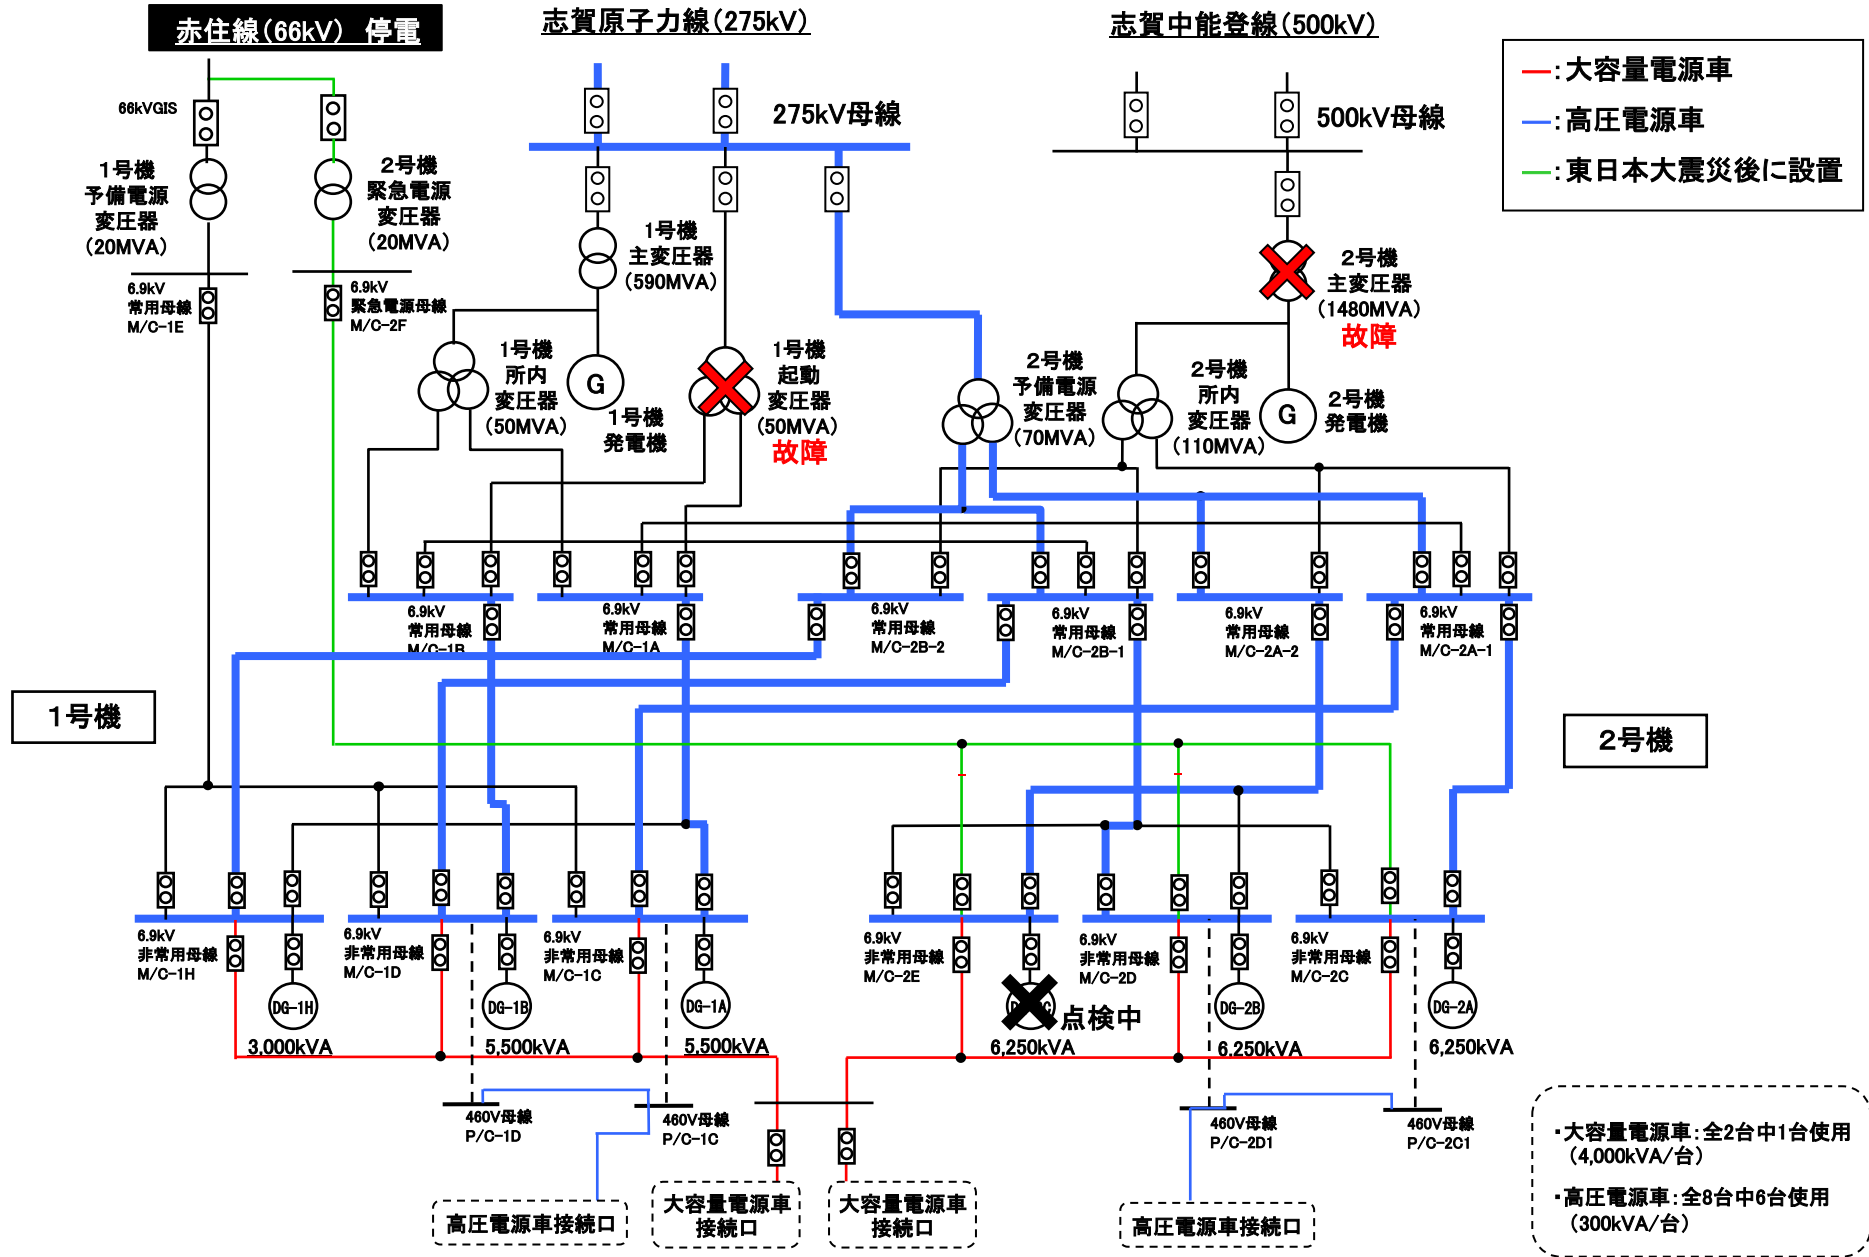 赤住線(66kV) 停電
志賀原子力線(275kV)
志賀中能登線(500kV)
:大容量電源車
:高圧電源車
:東日本大震災後に設置
66kVGIS
275kV母線
500kV母線
1号機
予備電源
変圧器
(20MVA)
2号機
緊急電源
変圧器
(20MVA)
1号機
主変圧器
(590MVA)
2号機
主変圧器
(1480MVA)
故障
6.9kV
常用母線
M/C-1E
6.9kV
緊急電源母線
M/C-2F
1号機
所内
変圧器
(50MVA)
G
1号機
発電機
1号機
起動
変圧器
(50MVA)
故障
2号機
予備電源
変圧器
(70MVA)
2号機
所内
変圧器
(110MVA)
G
2号機
発電機
6.9kV
常用母線
M/C-1B
6.9kV
常用母線
M/C-1A
6.9kV
常用母線
M/C-2B-2
6.9kV
常用母線
M/C-2B-1
6.9kV
常用母線
M/C-2A-2
6.9kV
常用母線
M/C-2A-1
1号機
2号機
6.9kV
非常用母線
M/C-1H
6.9kV
非常用母線
M/C-1D
6.9kV
非常用母線
M/C-1C
6.9kV
非常用母線
M/C-2E
6.9kV
非常用母線
M/C-2D
6.9kV
非常用母線
M/C-2C
DG-1H
DG-1B
DG-1A
点検中
DG-2B
DG-2A
3,000kVA
5,500kVA
5,500kVA
6,250kVA
6,250kVA
6,250kVA
460V母線
P/C-1D
460V母線
P/C-1C
460V母線
P/C-2D1
460V母線
P/C-2C1
高圧電源車接続口
大容量電源車
接続口
大容量電源車
接続口
高圧電源車接続口
・大容量電源車:全2台中1台使用
(4,000kVA/台)
・高圧電源車:全8台中6台使用
(300kVA/台)